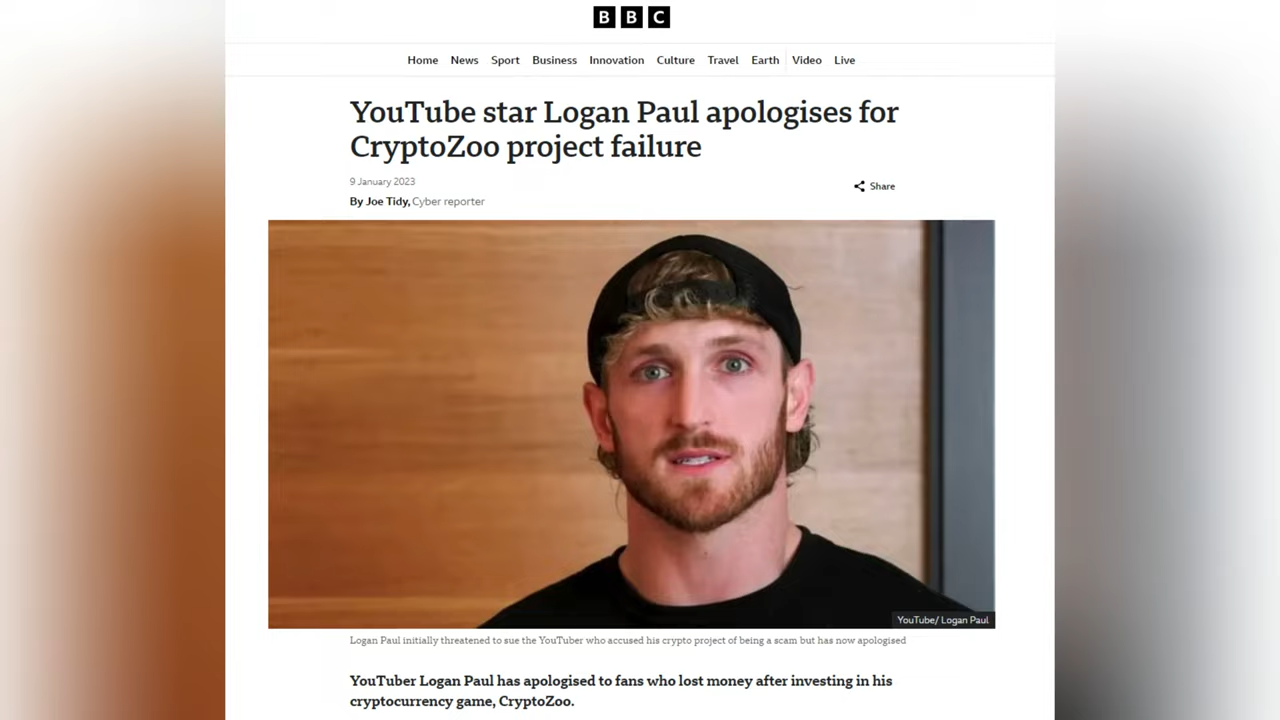 BBC
Home News Sport Business Innovation Culture Travel Earth Video Live
YouTube star Logan Paul apologises for
CryptoZoo project failure
9 January 2023
Share
By Joe Tidy, Cyber reporter
YouTube/ Logan Paul
Logan Paul initially threatened to sue the YouTuber who accused his crypto project of being a scam but has now apologised
YouTuber Logan Paul has apologised to fans who lost money after investing in his
cryptocurrency game, CryptoZoo.